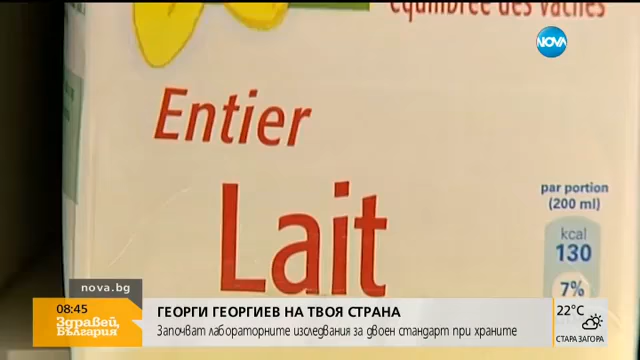 équilibrée des vaches
NOVA
Entier
Lait
par portion
(200 ml)
kcal
130
7%
nova.bg
08:45
Здравей,
България
ГЕОРГИ ГЕОРГИЕВ НА ТВОЯ СТРАНА
Започват лабораторните изследвания за двоен стандарт при храните
22°C
СТАРА ЗАГОРА